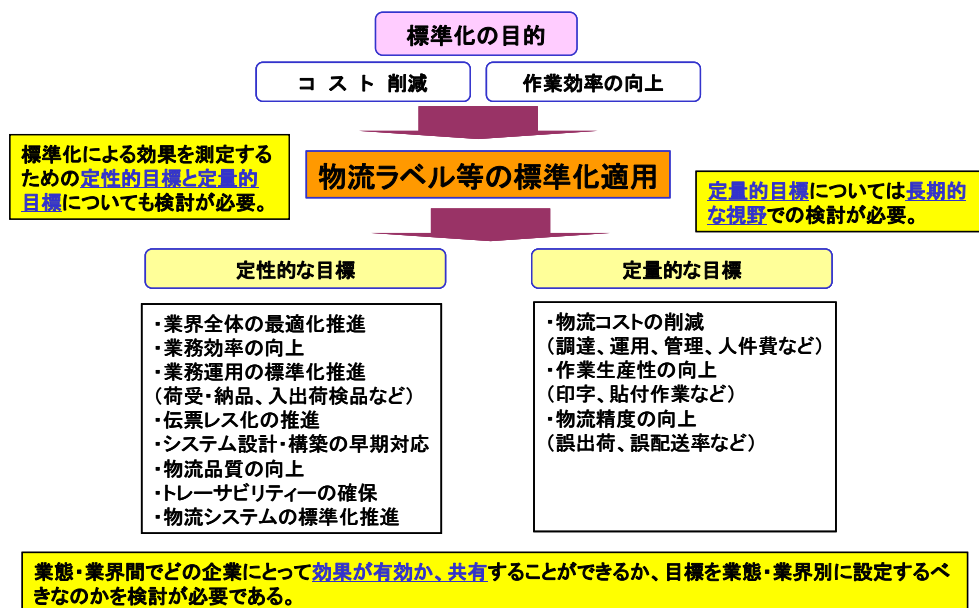 標準化の目的
コスト削減
作業効率の向上
標準化による効果を測定する
ための定性的目標と定量的
目標についても検討が必要。
物流ラベル等の標準化適用
定量的目標については長期的
な視野での検討が必要。
定性的な目標
・業界全体の最適化推進
・業務効率の向上
・業務運用の標準化推進
(荷受・納品、入出荷検品など)
・伝票レス化の推進
・システム設計・構築の早期対応
・物流品質の向上
・トレーサビリティーの確保
・物流システムの標準化推進
定量的な目標
・物流コストの削減
(調達、運用、管理、人件費など)
・作業生産性の向上
(印字、貼付作業など)
・物流精度の向上
(誤出荷、誤配送率など)
業態・業界間でどの企業にとって効果が有効か、共有することができるか、目標を業態・業界別に設定するべ
きなのかを検討が必要である。